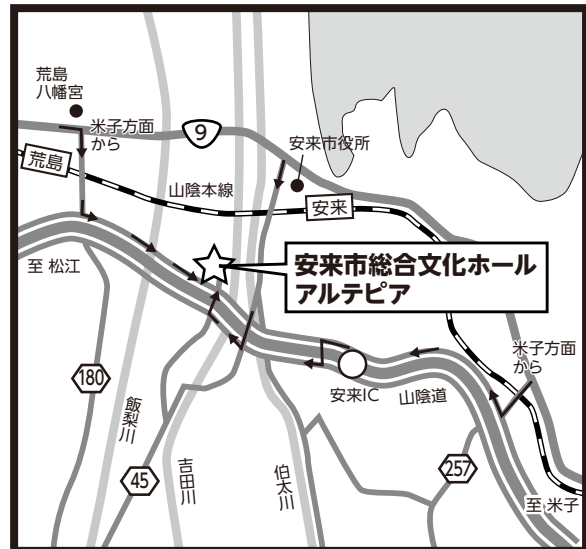 荒島
八幡宮
米子方面
から
9
荒島
安来市役所
山陰本線
安来
至 松江
安来市総合文化ホール
アルテピア
180
飯梨川
45
吉田川
伯太川
安来IC
山陰道
米子方面
から
257
至 米子